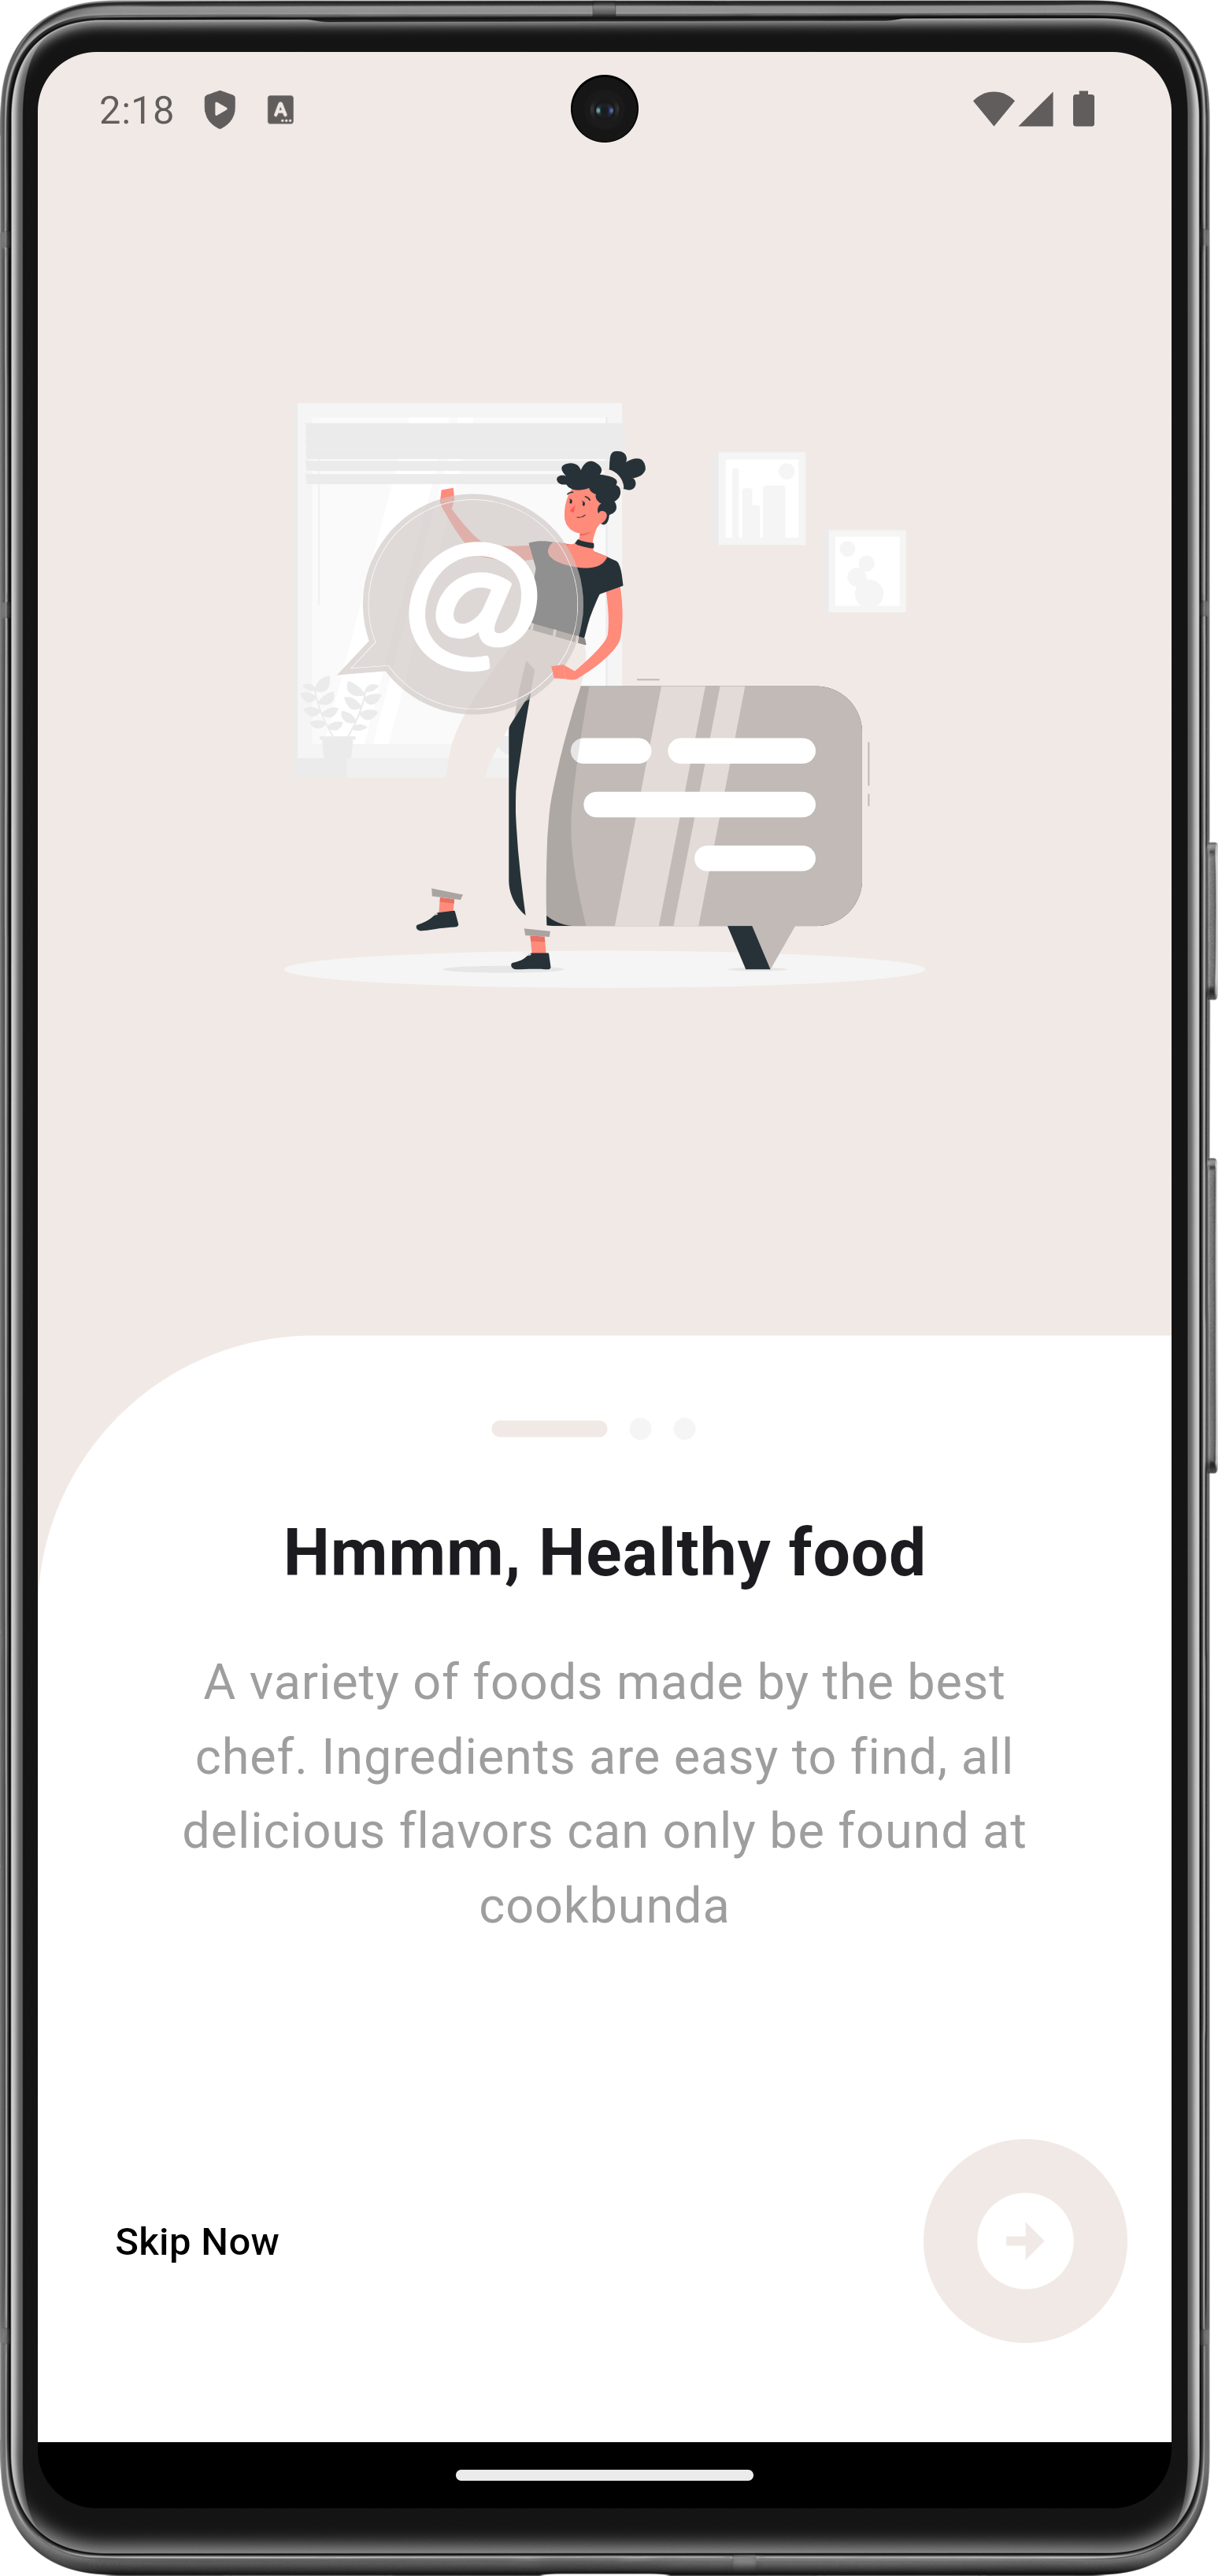 2:18
@
Hmmm, Healthy food
A variety of foods made by the best
chef. Ingredients are easy to find, all
delicious flavors can only be found at
cookbunda
Skip Now